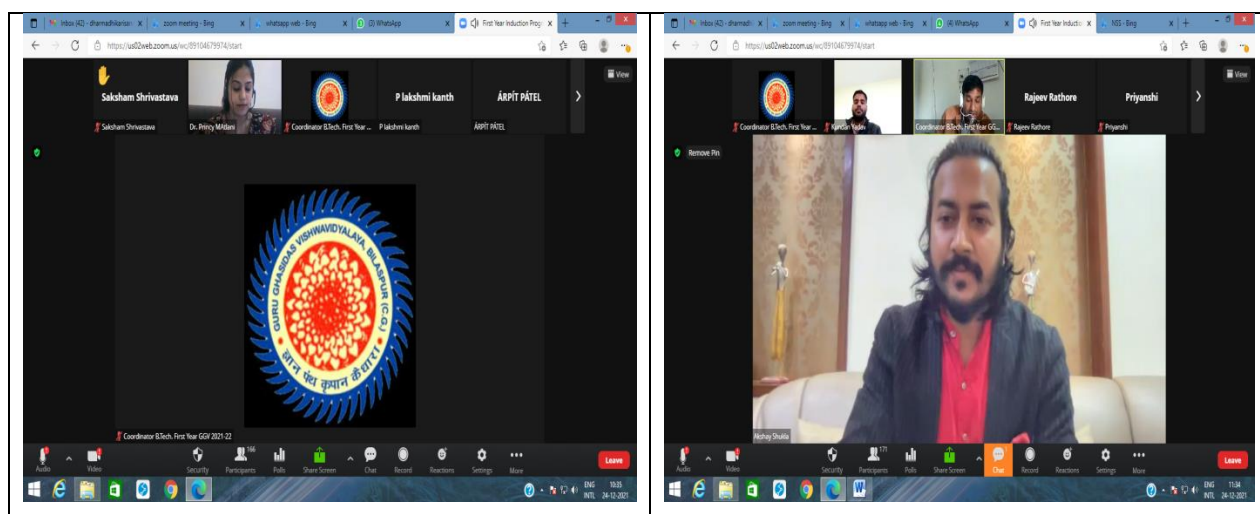 Inbox (42) - dharmadhikarisan
zoom meeting - Bing
whatsapp web - Bing
(3) WhatsApp
First Year Induction Prog
https://us02web.zoom.us/wc/89104679974/start
Saksham Shrivastava
P lakshmi kanth
ÁRPÍT PÁTEL
View
Saksham Shrivastava
Dr. Princy MAdani
Coordinator B.Tech. First Year ...
P lakshmi kanth
ÁRPÍT PÁTEL
GURU GHASIDAS VISHWAVIDYALAYA, BILASPUR (C.G.)
Coordinator B.Tech. First Year GGV 2021-22
Audio
Video
Security
Participants
166
Polls
Share Screen
Chat
Record
Reactions
Settings
More
Leave
ENG
INTL
10:35
24-12-2021
Inbox (42) - dharmadhi
zoom meeting - Bing
whatsapp web - Bing
(4) WhatsApp
First Year Induction
NSS - Bing
https://us02web.zoom.us/wc/89104679974/start
Rajeev Rathore
Priyanshi
View
Coordinator B.Tech. First Year ...
Kundan Yadav
Coordinator B.Tech. First Year GG...
Rajeev Rathore
Priyanshi
Remove Pin
Akshay Shukla
Audio
Video
Security
Participants
171
Polls
Share Screen
Chat
Record
Reactions
Settings
More
Leave
ENG
INTL
11:34
24-12-2021